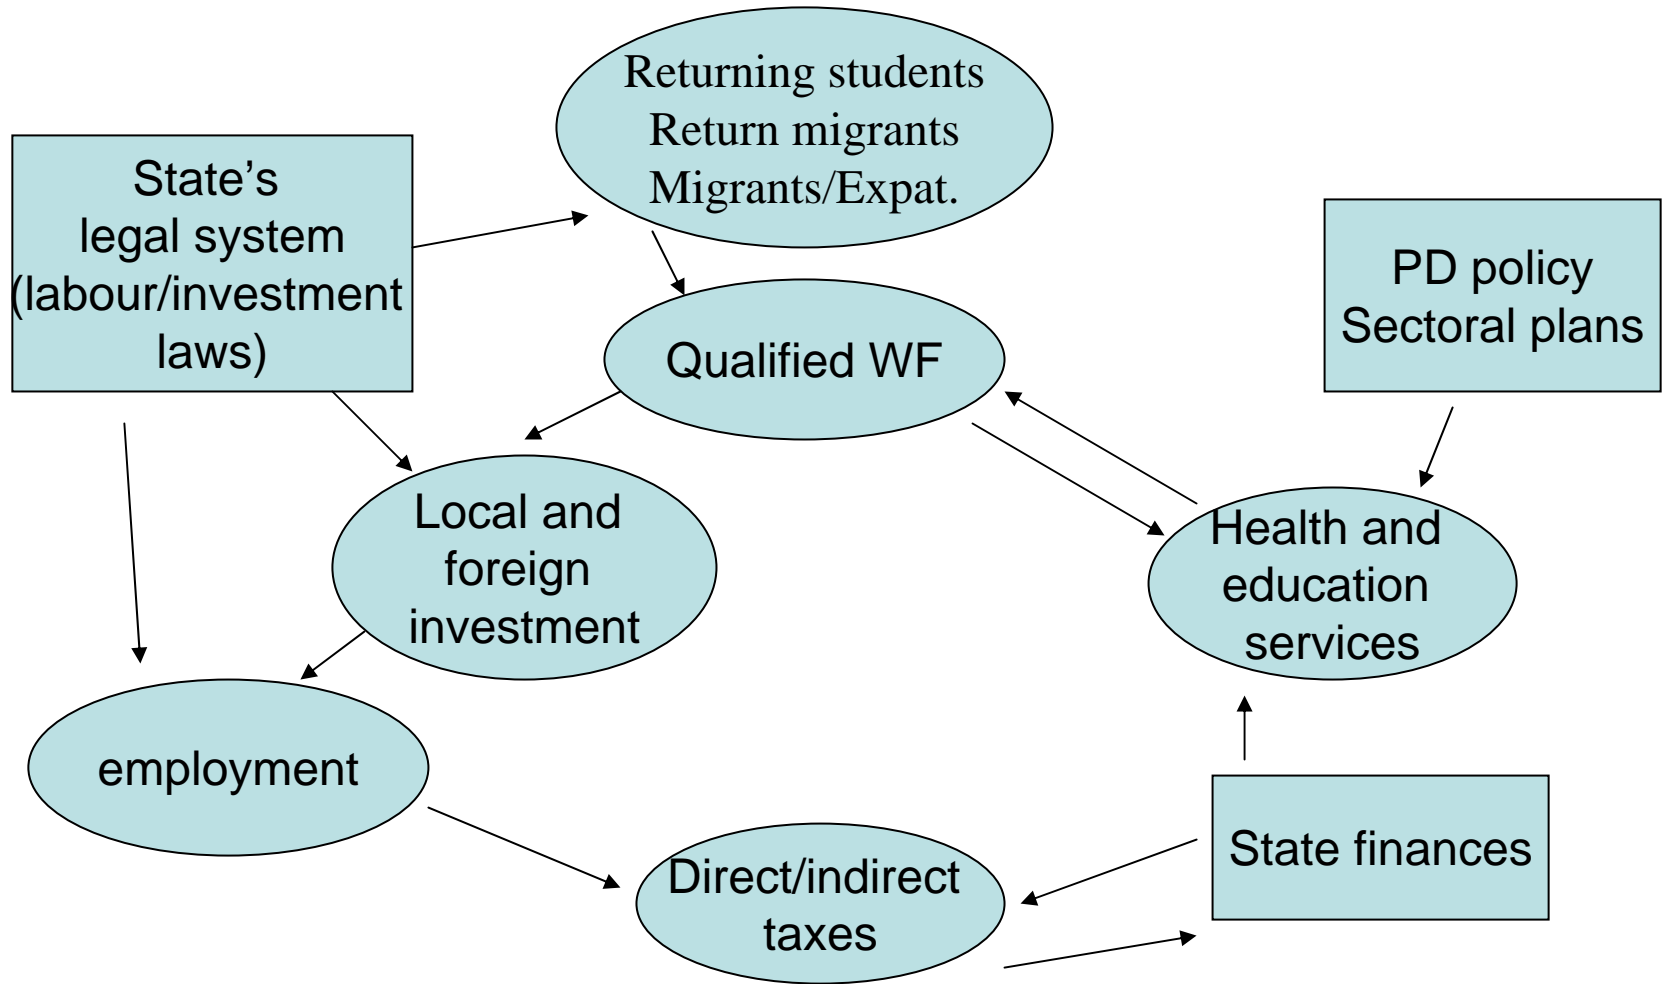 Returning students
Return migrants
Migrants/Expat.
State’s
legal system
(labour/investment
laws)
PD policy
Sectoral plans
Qualified WF
Local and
foreign
investment
Health and
education
services
employment
State finances
Direct/indirect
taxes